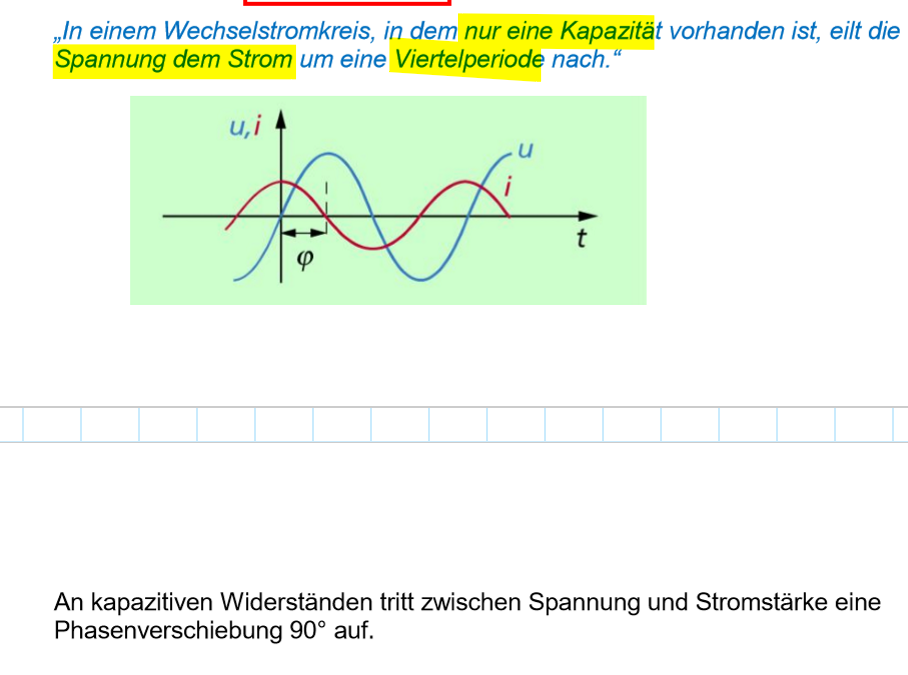 „In einem Wechselstromkreis, in dem nur eine Kapazität vorhanden ist, eilt die
Spannung dem Strom um eine Viertelperiode nach.“
u,i
u
i
t
φ
An kapazitiven Widerständen tritt zwischen Spannung und Stromstärke eine
Phasenverschiebung 90° auf.